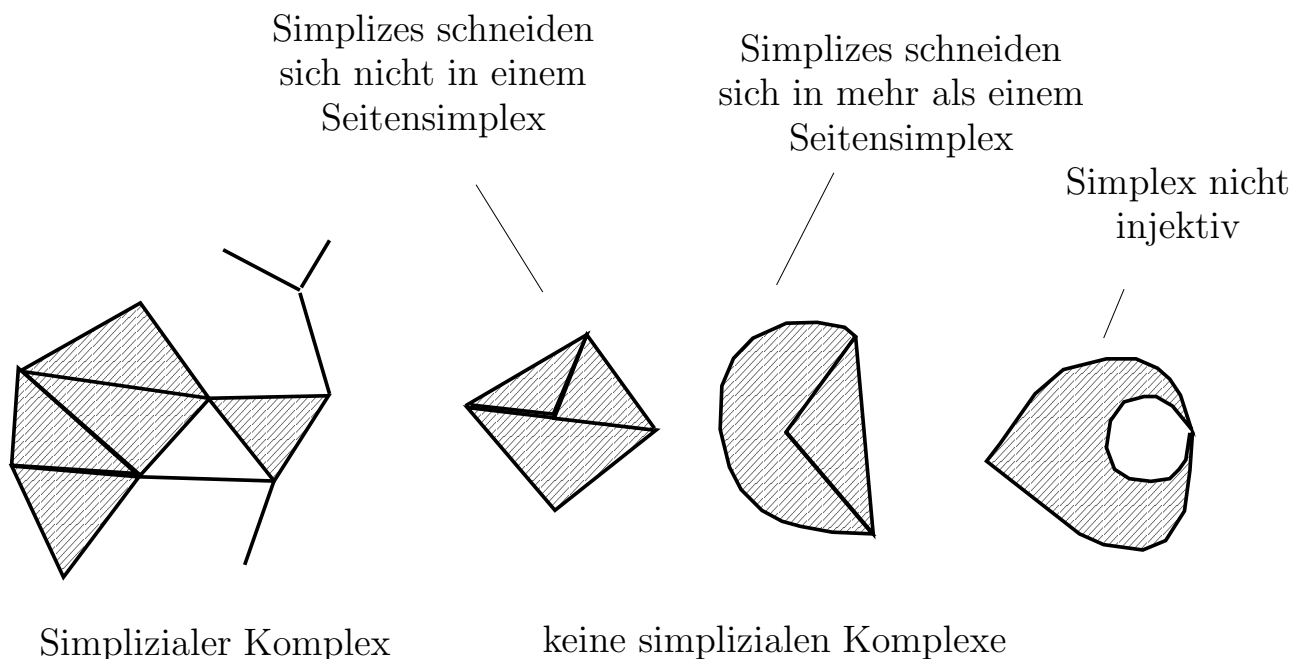 Simplizes schneiden
sich nicht in einem
Seitensimplex
Simplizes schneiden
sich in mehr als einem
Seitensimplex
Simplex nicht
injektiv
Simplizialer Komplex
keine simplizialen Komplexe